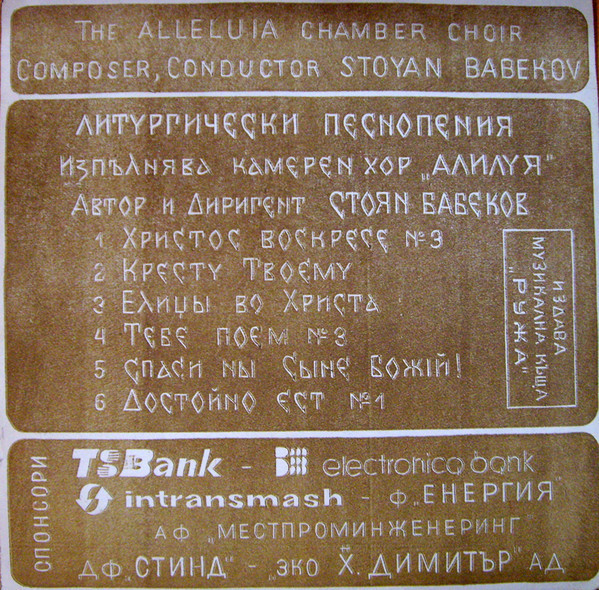 The ALLELUIA CHAMBER CHOIR
COMPOSER, CONDUCTOR STOYAN BABEKOV
ЛИТУРГИЧЕСКИ ПЕСНОПЕНИЯ
ИЗПЪЛНЯВА КАМЕРЕН ХОР „АЛИЛУЯ"
АВТОР И ДИРИГЕНТ СТОЯН БАБЕКОВ
1 ХРИСТОС ВОСКРЕСЕ №3
2 КРЕСТУ ТВОЕМУ
3 ЕЛИЦЫ ВО ХРИСТА
4 ТЕБЕ ПОЕМ №3
5 СПАСИ НЫ СЫНЕ БОЖІЙ!
6 ДОСТОЙНО ЕСТ №1
ИЗДАВА
МУЗИКАЛНА КЪЩА
„РУЖА"
СПОНСОРИ
TSBank - electronica bank
intransmash - ф. „ЕНЕРГИЯ"
АФ „МЕСТПРОМИНЖЕНЕРИНГ"
ДФ „СТИНД" - ЗКО Х. ДИМИТЪР" АД